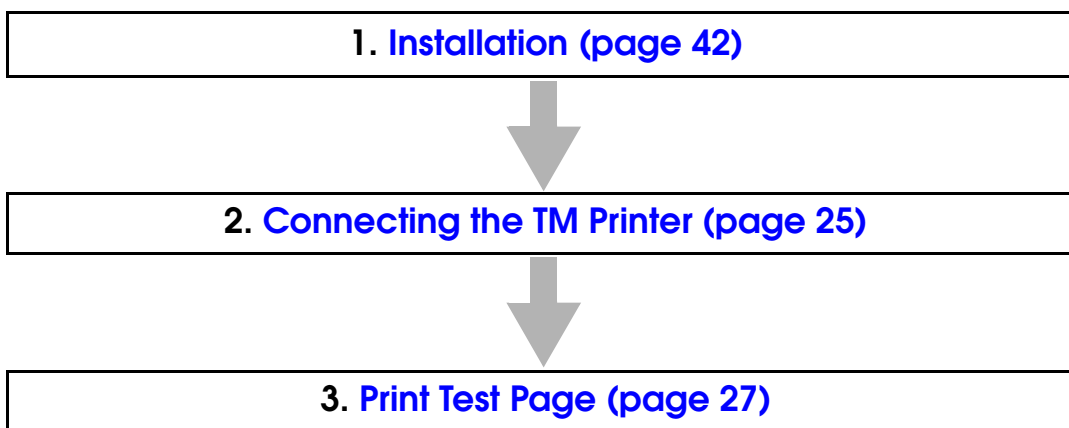 1. Installation (page 42)
2. Connecting the TM Printer (page 25)
3. Print Test Page (page 27)